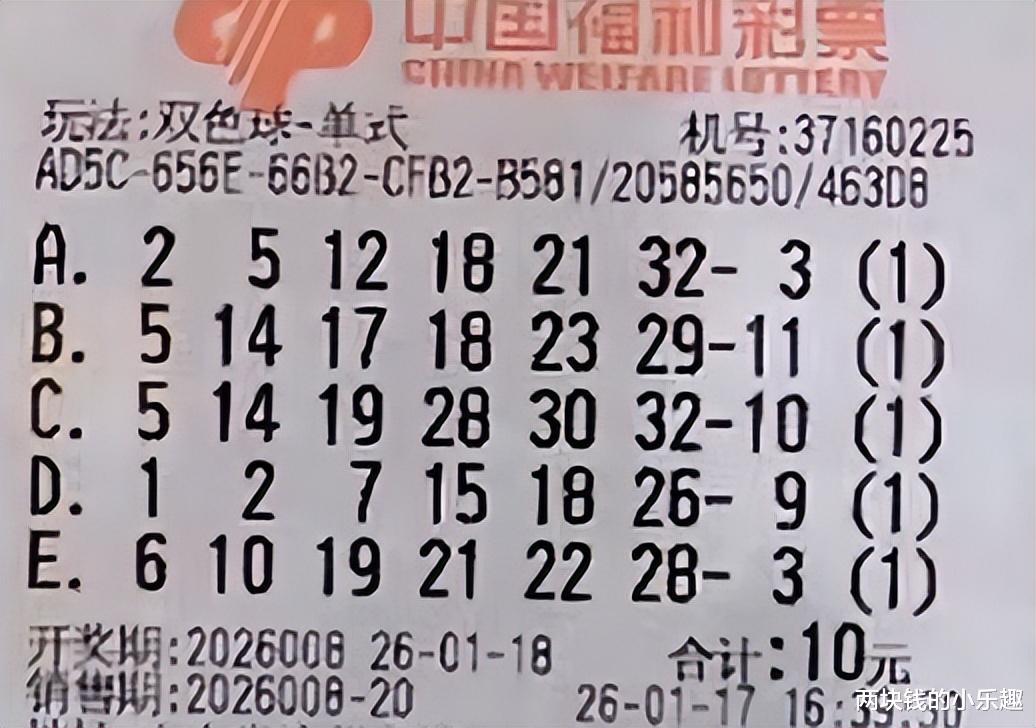 中国福利彩票
CHINA WELFARE LOTTERY
玩法:双色球-单式 机号:37160225
AD5C-656E-66B2-CFB2-B581/20585650/463D8
A. 2 5 12 18 21 32- 3 (1)
B. 5 14 17 18 23 29-11 (1)
C. 5 14 19 28 30 32-10 (1)
D. 1 2 7 15 18 26- 9 (1)
E. 6 10 19 21 22 28- 3 (1)
开奖期:2026008 26-01-18 合计:10元
销售期:2026008-20 26-01-17 16:
两块钱的小乐趣